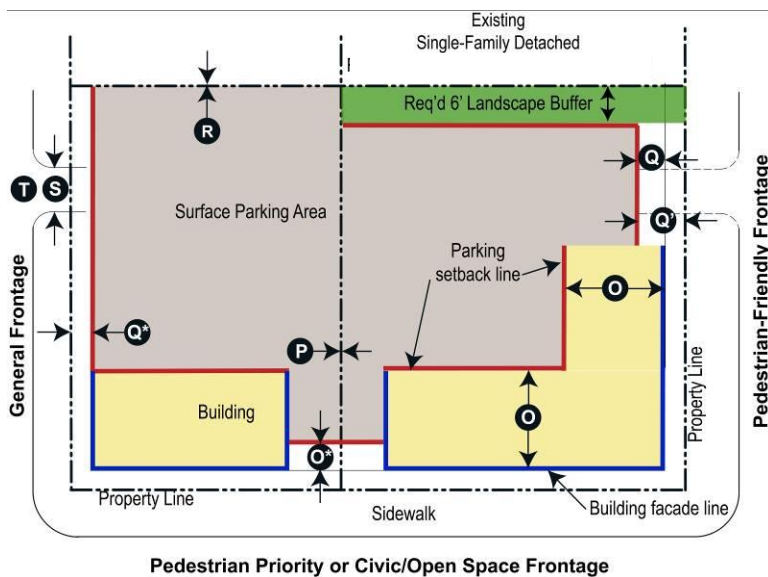 Existing
Single-Family Detached
Req'd 6' Landscape Buffer
R
Q
T S
Q*
Surface Parking Area
Parking
setback line
O
General Frontage
Q*
P
Pedestrian-Friendly Frontage
Building
O
Property Line
O*
Property Line
Sidewalk
Building facade line
Pedestrian Priority or Civic/Open Space Frontage